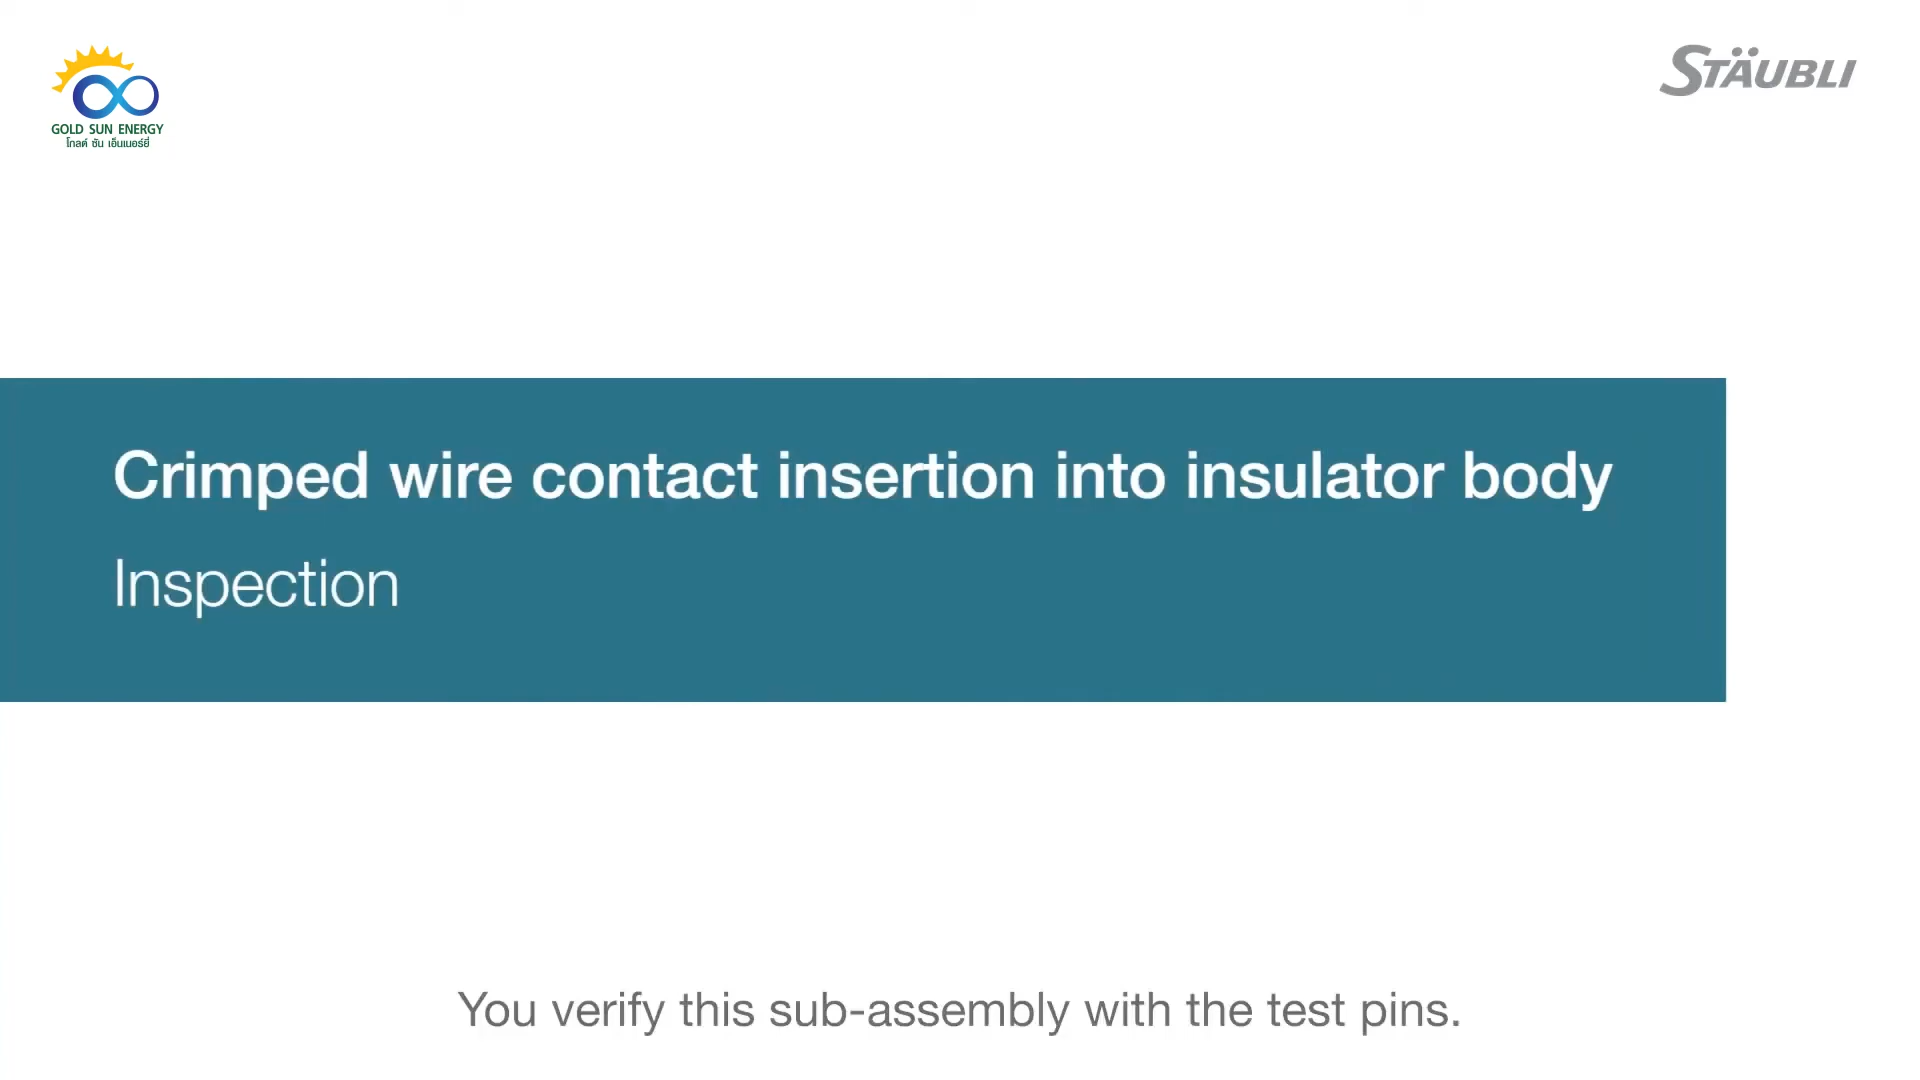 GOLD SUN ENERGY
โกลด์ ซัน เอ็นเนอร์ยี่
STÄUBLI
Crimped wire contact insertion into insulator body
Inspection
You verify this sub-assembly with the test pins.